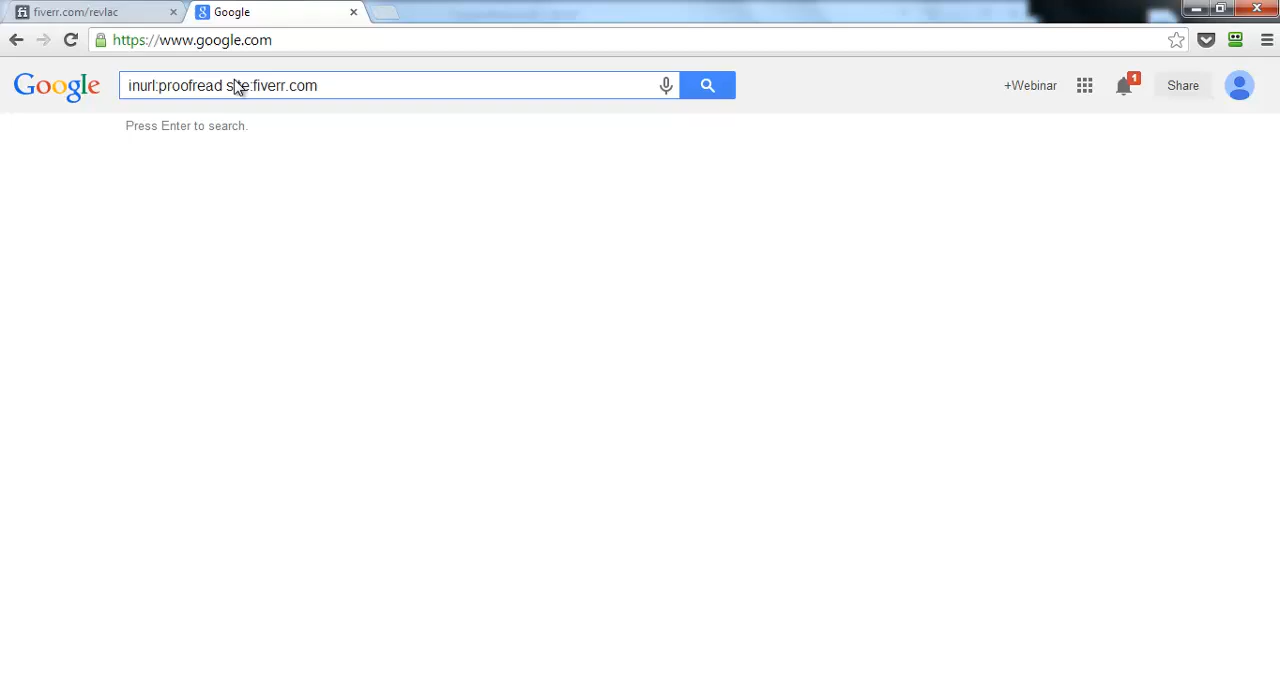 fiverr.com/revlac
Google
https://www.google.com
Google
inurl:proofread site:fiverr.com
+Webinar
1
Share
Press Enter to search.